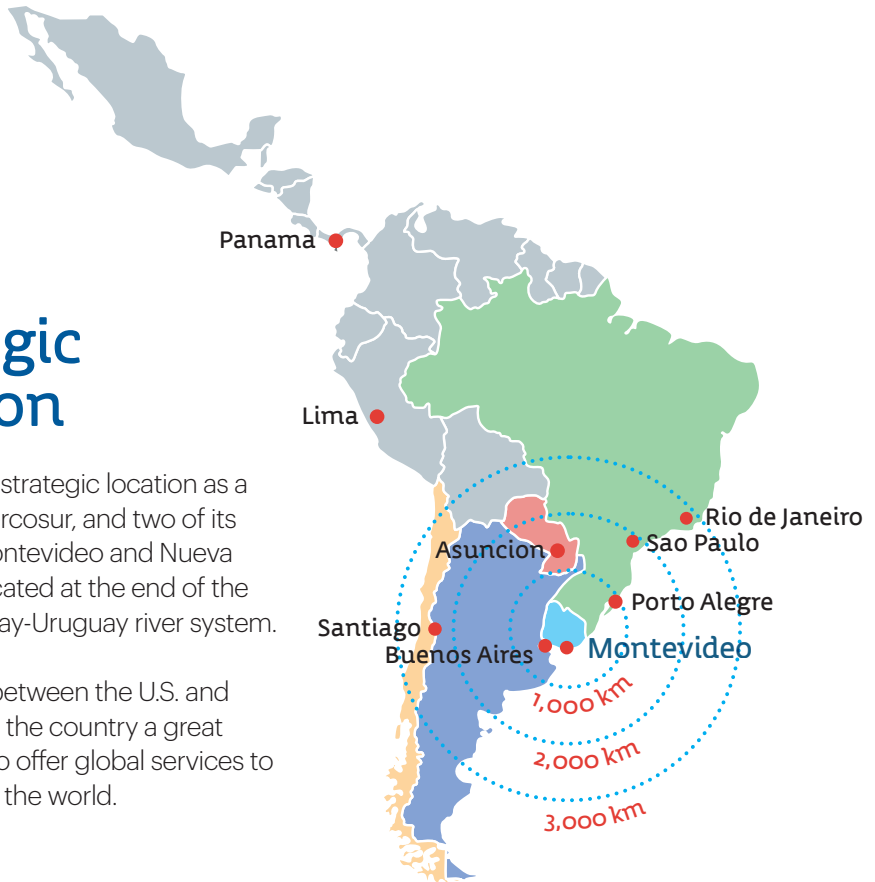 gic
on
strategic location as a
rcosur, and two of its
ontevideo and Nueva
cated at the end of the
ay-Uruguay river system.
between the U.S. and
the country a great
o offer global services to
the world.
Panama
Lima
Rio de Janeiro
Sao Paulo
Asuncion
Porto Alegre
Santiago
Buenos Aires
Montevideo
1,000 km
2,000 km
3,000 km